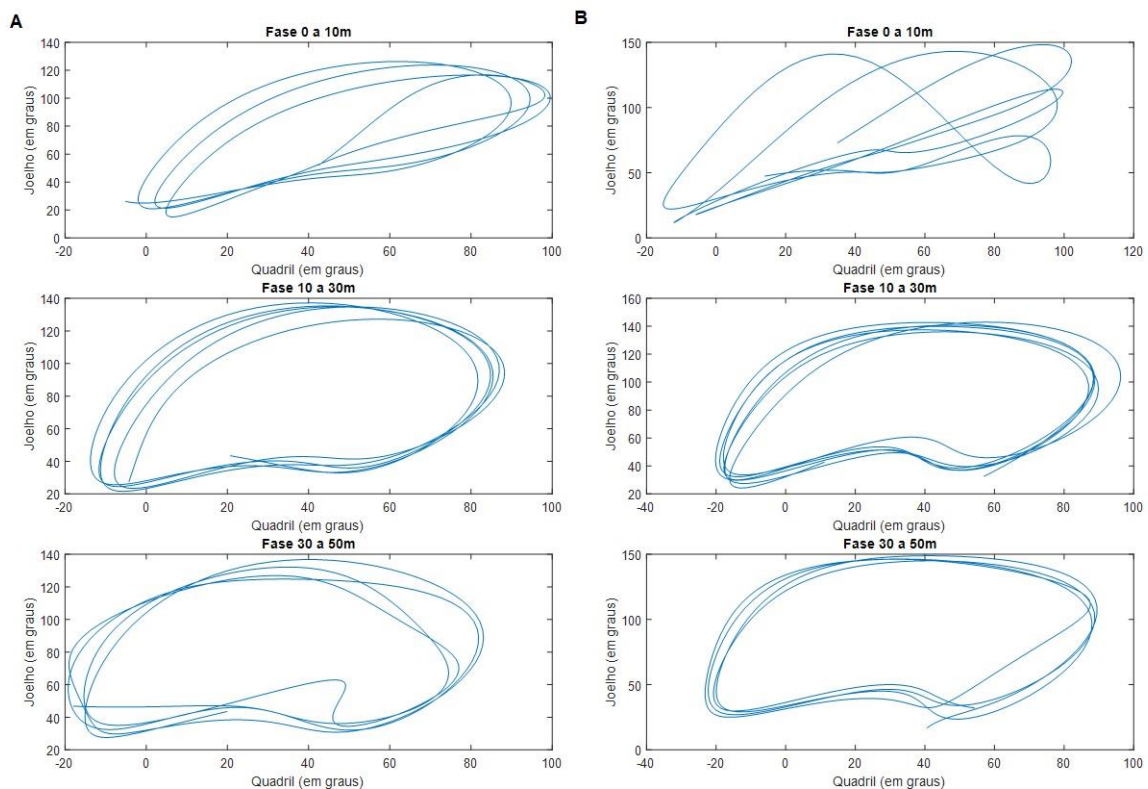 A
Fase 0 a 10m
Joelho (em graus)
140
120
100
80
60
40
20
0
-20 0 20 40 60 80 100
Quadril (em graus)
Fase 10 a 30m
Joelho (em graus)
140
120
100
80
60
40
20
-20 0 20 40 60 80 100
Quadril (em graus)
Fase 30 a 50m
Joelho (em graus)
140
120
100
80
60
40
20
-20 0 20 40 60 80 100
Quadril (em graus)
B
Fase 0 a 10m
Joelho (em graus)
150
100
50
0
-20 0 20 40 60 80 100 120
Quadril (em graus)
Fase 10 a 30m
Joelho (em graus)
160
140
120
100
80
60
40
20
-40 -20 0 20 40 60 80 100
Quadril (em graus)
Fase 30 a 50m
Joelho (em graus)
150
100
50
0
-40 -20 0 20 40 60 80 100
Quadril (em graus)